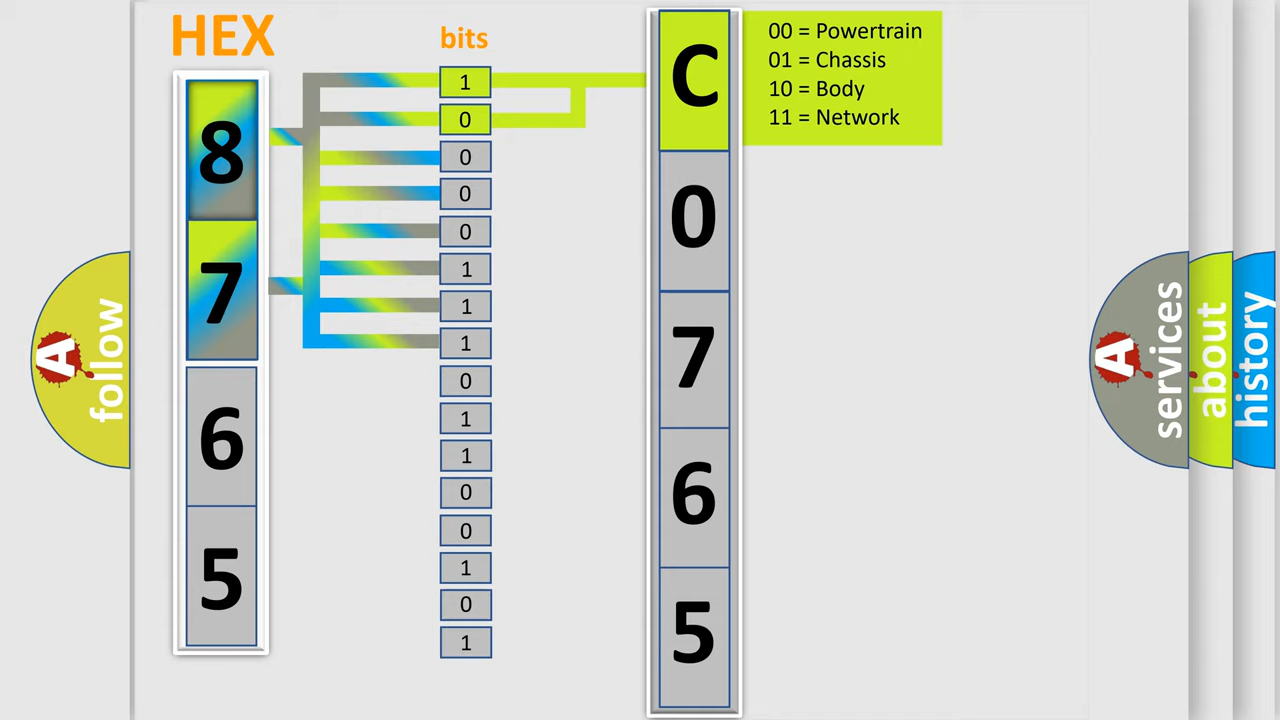 HEX
8
7
6
5
bits
1
0
0
0
0
1
1
1
0
1
1
0
0
1
0
1
C
0
7
6
5
00 = Powertrain
01 = Chassis
10 = Body
11 = Network
A
follow
A
services
about
history